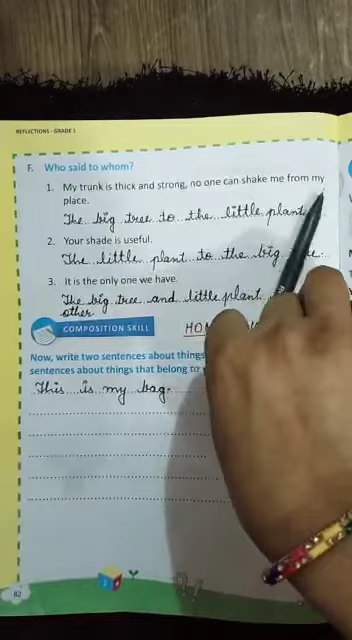 REFLECTIONS - GRADE 1
F. Who said to whom?
1. My trunk is thick and strong, no one can shake me from my
place.
The big tree to the little plant
2. Your shade is useful.
The little plant to the big
3. It is the only one we have.
The big tree and little plant
other
COMPOSITION SKILL
Now, write two sentences about things
sentences about things that belong to
This is my bag.
82